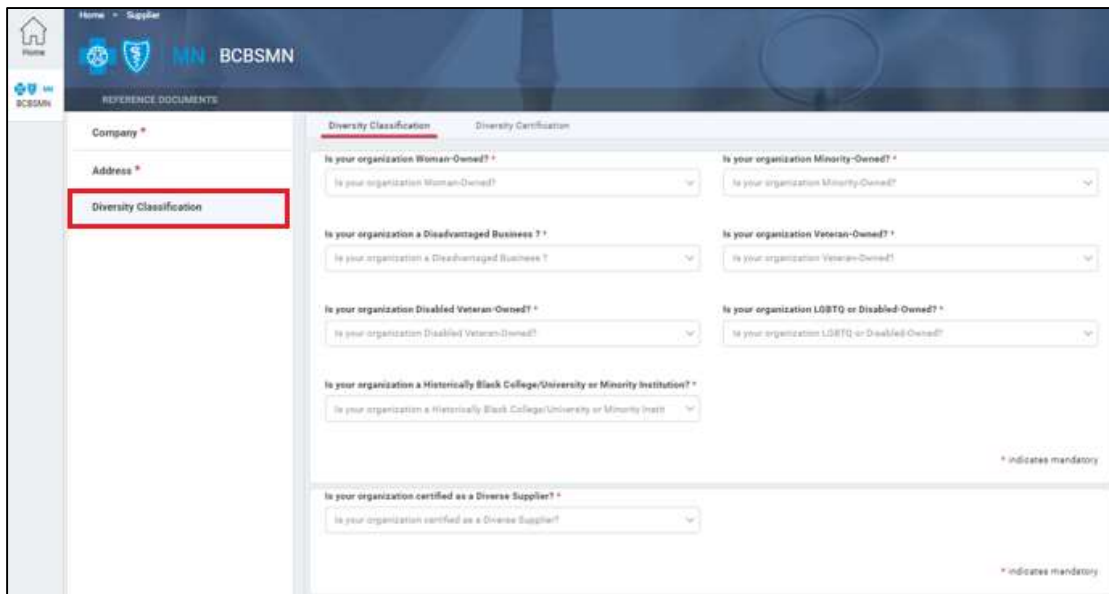 Home - Supplier
Home
MN BCBSMN
MN
BCBSMN
REFERENCE DOCUMENTS
Company *
Address *
Diversity Classification
Diversity Classification Diversity Certification
Is your organization Woman-Owned? * Is your organization Minority-Owned? *
Is your organization Woman-Owned? Is your organization Minority-Owned?
Is your organization a Disadvantaged Business ? * Is your organization Veteran-Owned? *
Is your organization a Disadvantaged Business ? Is your organization Veteran-Owned?
Is your organization Disabled Veteran-Owned? * Is your organization LGBTQ or Disabled-Owned? *
Is your organization Disabled Veteran-Owned? Is your organization LGBTQ or Disabled-Owned?
Is your organization a Historically Black College/University or Minority Institution? *
Is your organization a Historically Black College/University or Minority Instit
* indicates mandatory
Is your organization certified as a Diverse Supplier? *
Is your organization certified as a Diverse Supplier?
* indicates mandatory